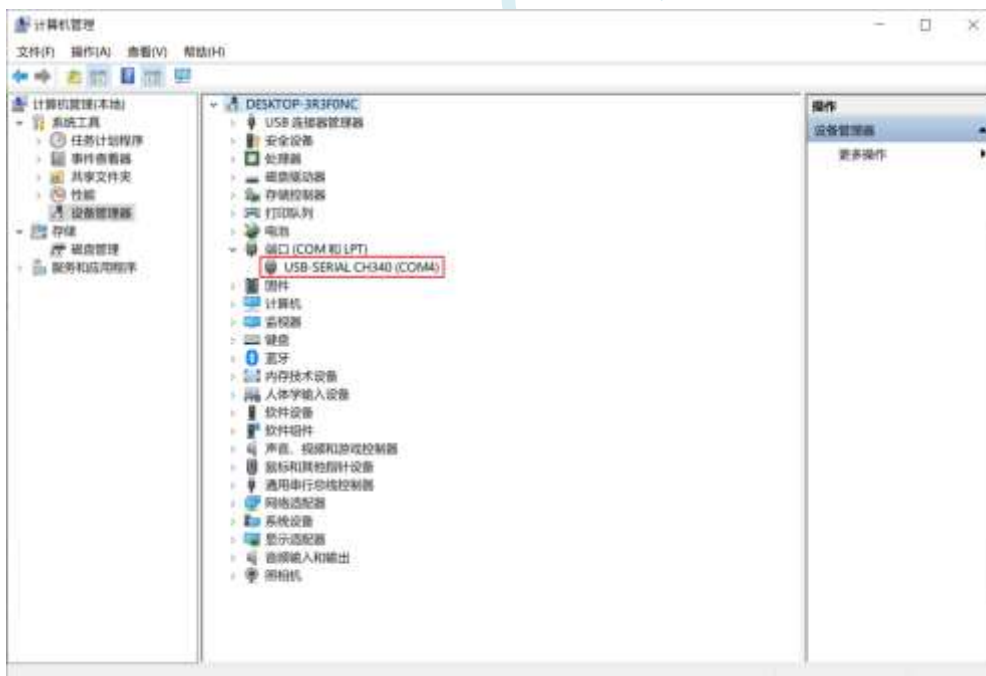 计算机管理
文件(F) 操作(A) 查看(V) 帮助(H)
计算机管理(本地)
系统工具
任务计划程序
事件查看器
共享文件夹
性能
设备管理器
存储
磁盘管理
服务和应用程序
DESKTOP-3R3F0NC
USB 连接器管理器
安全设备
处理器
磁盘驱动器
存储控制器
打印队列
电池
端口 (COM 和 LPT)
USB-SERIAL CH340 (COM4)
固件
计算机
监视器
键盘
蓝牙
内存技术设备
人体学输入设备
软件设备
软件组件
声音、视频和游戏控制器
鼠标和其他指针设备
通用串行总线控制器
网络适配器
系统设备
显示适配器
音频输入和输出
照相机
操作
设备管理器
更多操作